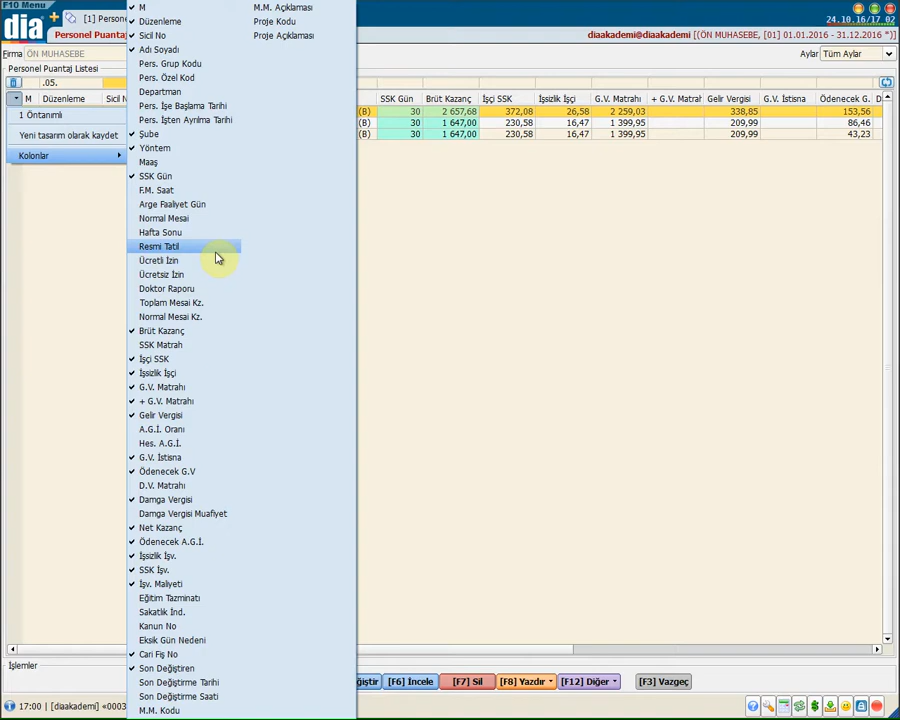 F10 Menu
dia
[1] Personel
Personel Puantaj
24.10.16/17 02
diaakademi@diaakademi ( [ÖN MUHASEBE, [01] 01.01.2016 - 31.12.2016 *)
Firma ÖN MUHASEBE
Aylar Tüm Aylar
Personel Puantaj Listesi
.05.
M Düzenleme Sicil N
SSK Gün Brüt Kazanç İşçi SSK İşsizlik İşçi G.V. Matrahı + G.V. Matrah Gelir Vergisi G.V. İstisna Ödenecek G. D
(B) 30 2 657,68 372,08 26,58 2 259,03 338,85 153,56
(B) 30 1 647,00 230,58 16,47 1 399,95 209,99 86,46
(B) 30 1 647,00 230,58 16,47 1 399,95 209,99 43,23
1 Öntanımlı
Yeni tasarım olarak kaydet
Kolonlar
M
Düzenleme
Sicil No
Adı Soyadı
Pers. Grup Kodu
Pers. Özel Kod
Departman
Pers. İşe Başlama Tarihi
Pers. İşten Ayrılma Tarihi
Şube
Yöntem
Maaş
SSK Gün
F.M. Saat
Arge Faaliyet Gün
Normal Mesai
Hafta Sonu
Resmi Tatil
Ücretli İzin
Ücretsiz İzin
Doktor Raporu
Toplam Mesai Kz.
Normal Mesai Kz.
Brüt Kazanç
SSK Matrah
İşçi SSK
İşsizlik İşçi
G.V. Matrahı
+ G.V. Matrahı
Gelir Vergisi
A.G.İ. Oranı
Hes. A.G.İ.
G.V. İstisna
Ödenecek G.V
D.V. Matrahı
Damga Vergisi
Damga Vergisi Muafiyet
Net Kazanç
Ödenecek A.G.İ.
İşsizlik İşv.
SSK İşv.
İşv. Maliyeti
Eğitim Tazminatı
Sakatlık İnd.
Kanun No
Eksik Gün Nedeni
Cari Fiş No
Son Değiştiren
Son Değiştirme Tarihi
Son Değiştirme Saati
M.M. Kodu
M.M. Açıklaması
Proje Kodu
Proje Açıklaması
İşlemler
ğiştir [F6] İncele [F7] Sil [F8] Yazdır [F12] Diğer [F3] Vazgeç
17:00 | [diaakademi] +0003